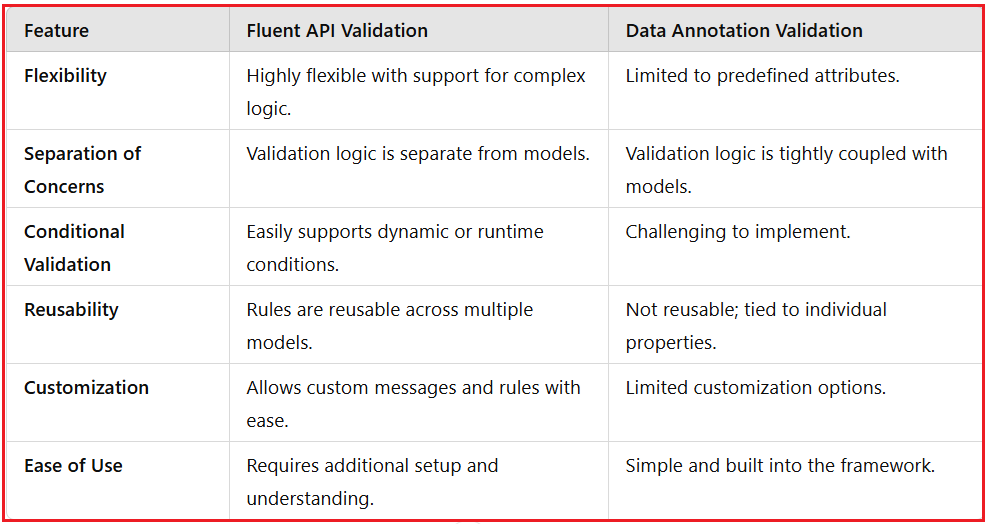 Feature Fluent API Validation Data Annotation Validation
Flexibility Highly flexible with support for complex Limited to predefined attributes.
logic.
Separation of Validation logic is separate from models. Validation logic is tightly coupled with
Concerns models.
Conditional Easily supports dynamic or runtime Challenging to implement.
Validation conditions.
Reusability Rules are reusable across multiple Not reusable; tied to individual
models. properties.
Customization Allows custom messages and rules with Limited customization options.
ease.
Ease of Use Requires additional setup and Simple and built into the framework.
understanding.